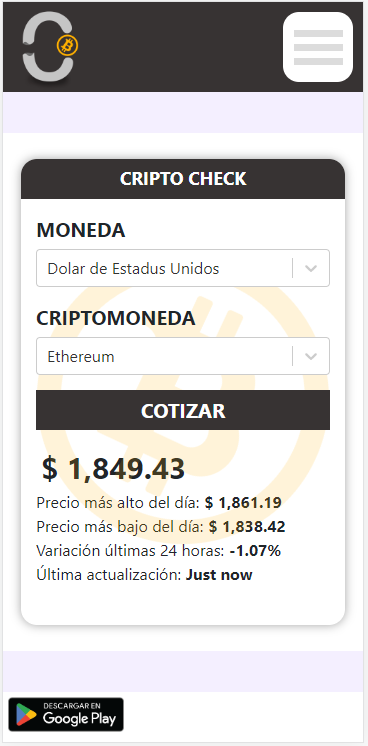 CRIPTO CHECK
MONEDA
Dolar de Estadus Unidos
CRIPTOMONEDA
Ethereum
COTIZAR
$ 1,849.43
Precio más alto del día: $ 1,861.19
Precio más bajo del día: $ 1,838.42
Variación últimas 24 horas: -1.07%
Última actualización: Just now
DESCARGAR EN
Google Play